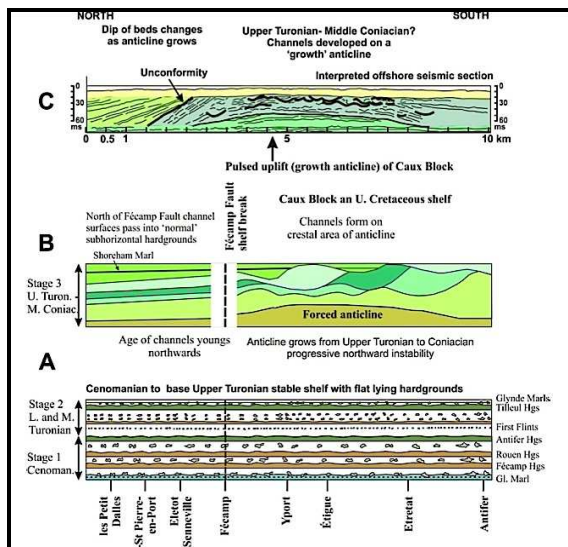 NORTH
SOUTH
Dip of beds changes
as anticline grows
Upper Turonian- Middle Coniacian?
Channels developed on a
'growth' anticline
Unconformity
Interpreted offshore seismic section
C
0
30
60
ms
0
30
60
ms
0 0.5 1 5 10 km
Pulsed uplift (growth anticline) of Caux Block
Fécamp Fault
shelf break
Caux Block an U. Cretaceous shelf
North of Fécamp Fault channel
surfaces pass into 'normal'
subhorizontal hardgrounds
Channels form on
crestal area of anticline
B
Shoreham Marl
Stage 3
U. Turon.
M. Coniac.
Forced anticline
Age of channels youngs
northwards
Anticline grows from Upper Turonian to Coniacian
progressive northward instability
A
Cenomanian to base Upper Turonian stable shelf with flat lying hardgrounds
Stage 2
L. and M.
Turonian
Stage 1
Cenoman.
Glynde Marls
Tilleul Hgs
First Flints
Antifer Hgs
Rouen Hgs
Fécamp Hgs
Gl. Marl
les Petit
Dalles
-St Pierre-
en-Port
Eletot
Senneville
Fécamp
Yport
Étigue
Etretat
Antifer